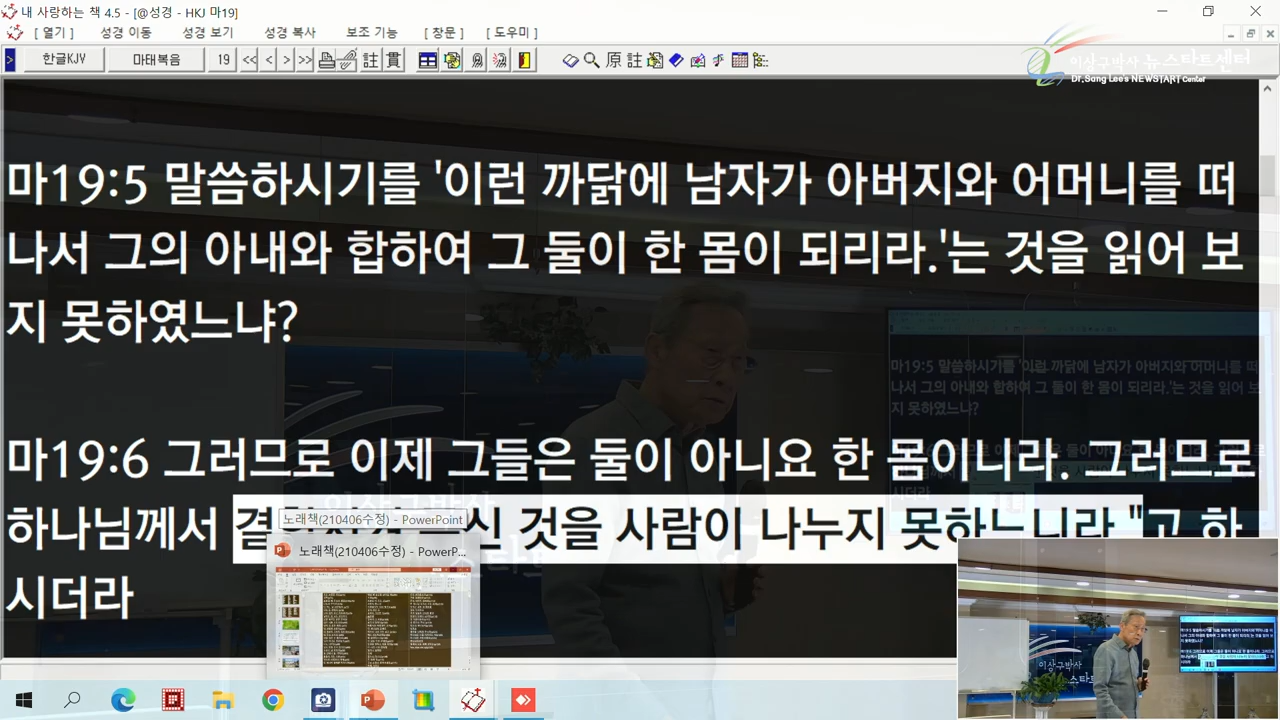 내 사랑하는 책 4.5 - [@성경 - HKJ 마19]
[ 열기 ] 성경 이동 성경 보기 성경 복사 보조 기능 [ 창문 ] [ 도우미 ]
한글KJV 마태복음 19 << < > >> 註 貫 原 註
이상구박사 뉴스타트센터
Dr.Sang Lee's NEWSTART Center
마19:5 말씀하시기를 '이런 까닭에 남자가 아버지와 어머니를 떠
나서 그의 아내와 합하여 그 둘이 한 몸이 되리라.'는 것을 읽어 보
지 못하였느냐?
마19:6 그러므로 이제 그들은 둘이 아니요 한 몸이니라. 그러므로
하나님께서 신 것을 사람이 나누지 못하느니라."고 하
시더라
노래책(210406수정) - PowerPoint
노래책(210406수정) - PowerP...
이상구박사